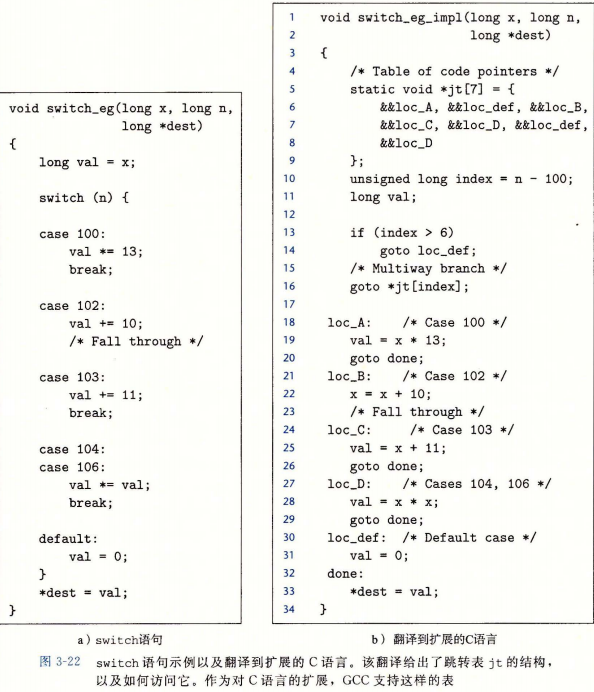 void switch_eg(long x, long n,
long *dest)
{
long val = x;
switch (n) {
case 100:
val *= 13;
break;
case 102:
val += 10;
/* Fall through */
case 103:
val += 11;
break;
case 104:
case 106:
val *= val;
break;
default:
val = 0;
}
*dest = val;
}
a) switch语句
1 void switch_eg_impl(long x, long n,
2 long *dest)
3 {
4 /* Table of code pointers */
5 static void *jt[7] = {
6 &&loc_A, &&loc_def, &&loc_B,
7 &&loc_C, &&loc_D, &&loc_def,
8 &&loc_D
9 };
10 unsigned long index = n - 100;
11 long val;
12
13 if (index > 6)
14 goto loc_def;
15 /* Multiway branch */
16 goto *jt[index];
17
18 loc_A: /* Case 100 */
19 val = x * 13;
20 goto done;
21 loc_B: /* Case 102 */
22 x = x + 10;
23 /* Fall through */
24 loc_C: /* Case 103 */
25 val = x + 11;
26 goto done;
27 loc_D: /* Cases 104, 106 */
28 val = x * x;
29 goto done;
30 loc_def: /* Default case */
31 val = 0;
32 done:
33 *dest = val;
34 }
b) 翻译到扩展的C语言
图 3-22 switch 语句示例以及翻译到扩展的 C 语言。该翻译给出了跳转表 jt 的结构，
以及如何访问它。作为对 C 语言的扩展，GCC 支持这样的表